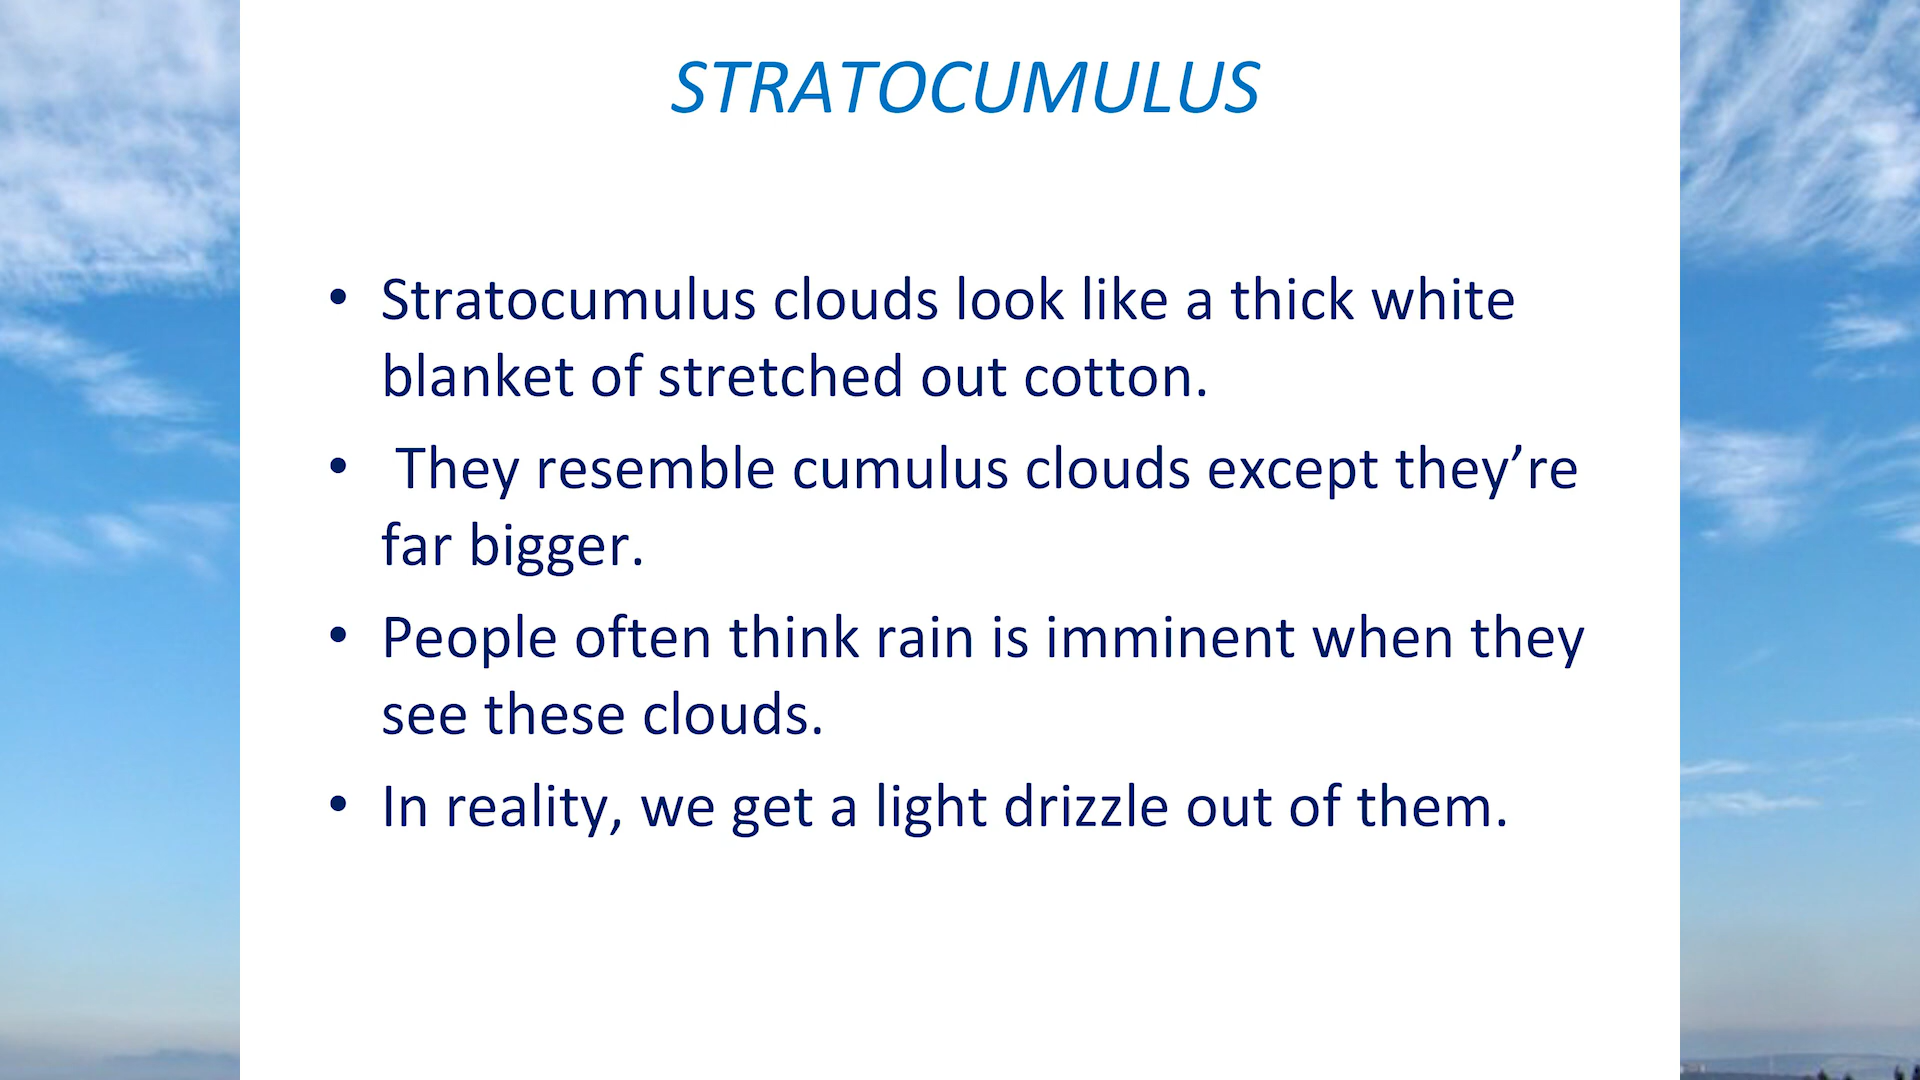 STRATOCUMULUS
• Stratocumulus clouds look like a thick white
blanket of stretched out cotton.
• They resemble cumulus clouds except they’re
far bigger.
• People often think rain is imminent when they
see these clouds.
• In reality, we get a light drizzle out of them.